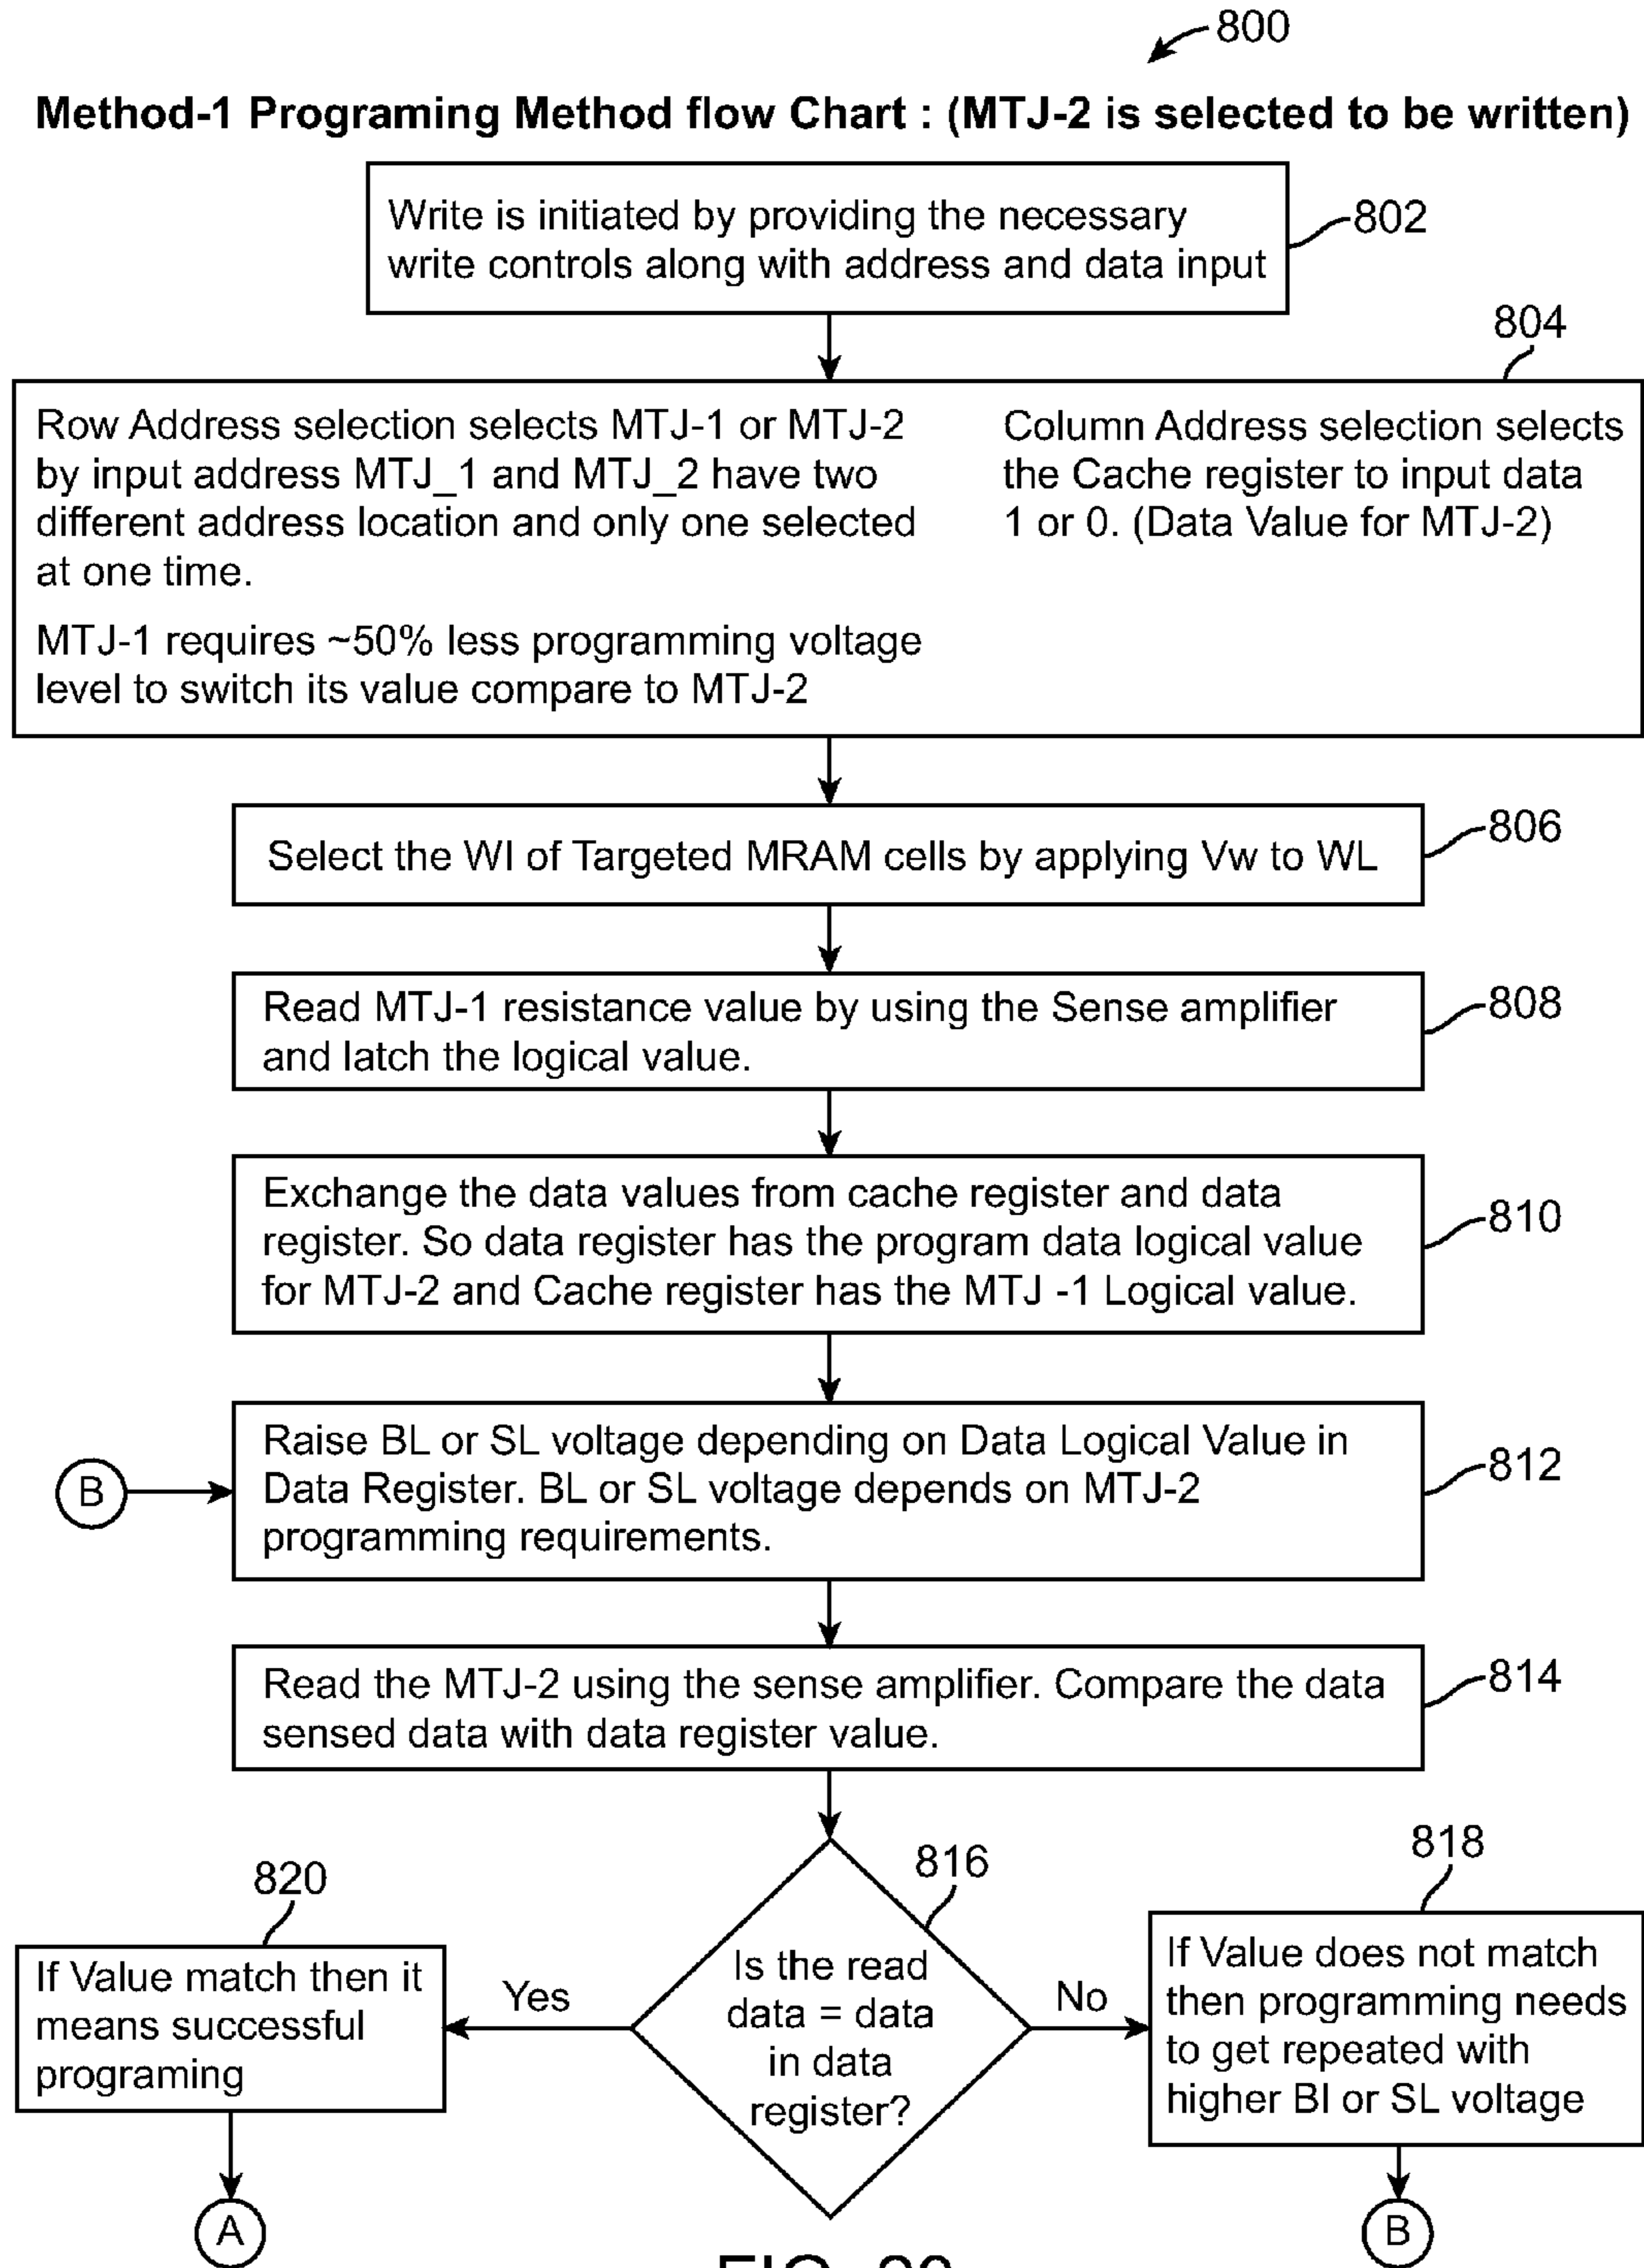 800
Method-1 Programing Method flow Chart : (MTJ-2 is selected to be written)
Write is initiated by providing the necessary
write controls along with address and data input
802
804
Row Address selection selects MTJ-1 or MTJ-2
by input address MTJ_1 and MTJ_2 have two
different address location and only one selected
at one time.
MTJ-1 requires ~50% less programming voltage
level to switch its value compare to MTJ-2
Column Address selection selects
the Cache register to input data
1 or 0. (Data Value for MTJ-2)
Select the Wl of Targeted MRAM cells by applying Vw to WL
806
Read MTJ-1 resistance value by using the Sense amplifier
and latch the logical value.
808
Exchange the data values from cache register and data
register. So data register has the program data logical value
for MTJ-2 and Cache register has the MTJ -1 Logical value.
810
B
Raise BL or SL voltage depending on Data Logical Value in
Data Register. BL or SL voltage depends on MTJ-2
programming requirements.
812
Read the MTJ-2 using the sense amplifier. Compare the data
sensed data with data register value.
814
816
Is the read
data = data
in data
register?
Yes
No
820
If Value match then it
means successful
programing
A
818
If Value does not match
then programming needs
to get repeated with
higher Bl or SL voltage
B